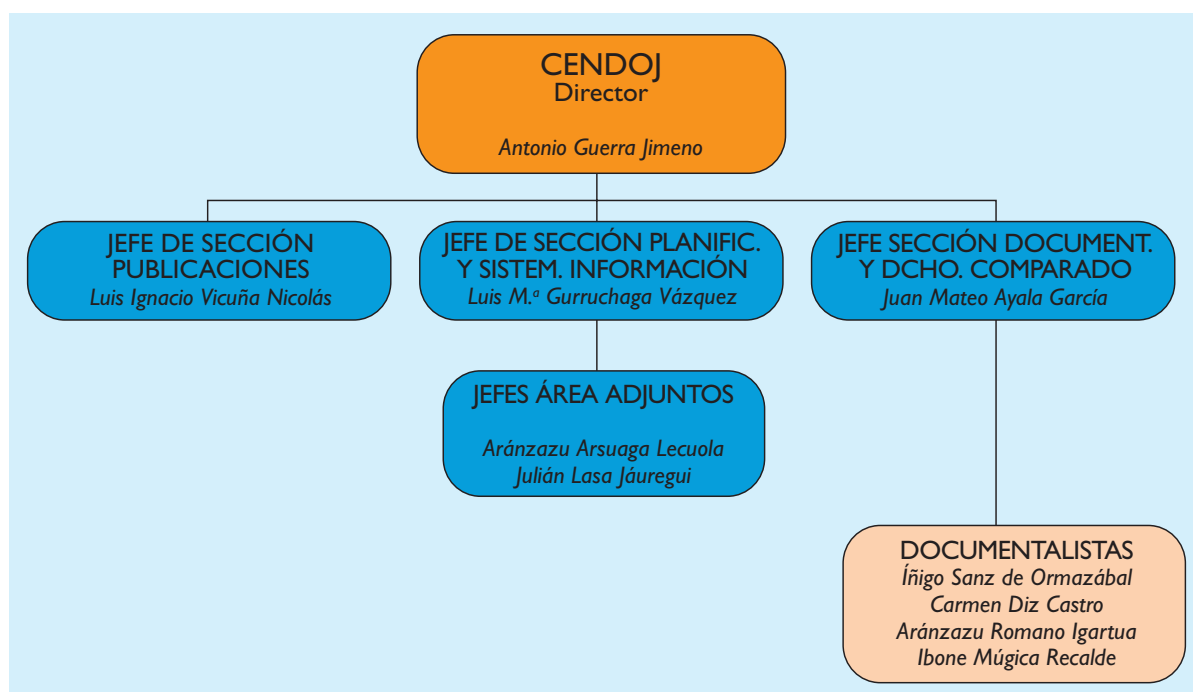 CENDOJ
Director
Antonio Guerra Jimeno
JEFE DE SECCIÓN
PUBLICACIONES
Luis Ignacio Vicuña Nicolás
JEFE DE SECCIÓN PLANIFIC.
Y SISTEM. INFORMACIÓN
Luis M.ª Gurruchaga Vázquez
JEFE SECCIÓN DOCUMENT.
Y DCHO. COMPARADO
Juan Mateo Ayala García
JEFES ÁREA ADJUNTOS
Aránzazu Arsuaga Lecuola
Julián Lasa Jáuregui
DOCUMENTALISTAS
Íñigo Sanz de Ormazábal
Carmen Diz Castro
Aránzazu Romano Igartua
Ibone Múgica Recalde